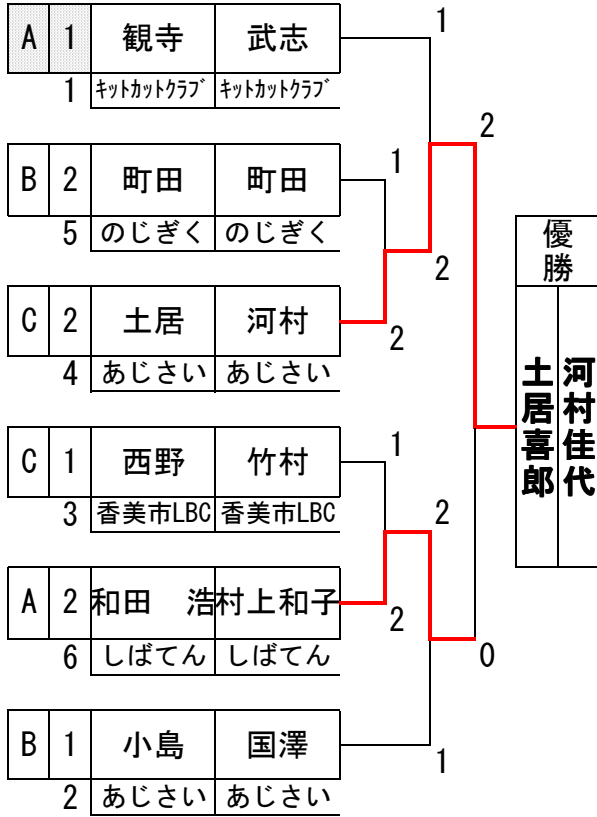 A 1 観寺 武志
1 ｷｯﾄｶｯﾄｸﾗﾌﾞ ｷｯﾄｶｯﾄｸﾗﾌﾞ
1
2
B 2 町田 町田
5 のじぎく のじぎく
1
2
C 2 土居 河村
4 あじさい あじさい
2
C 1 西野 竹村
3 香美市LBC 香美市LBC
1
2
A 2 和田　浩 村上和子
6 しばてん しばてん
2
0
B 1 小島 国澤
2 あじさい あじさい
1
優勝
河村佳代
土居喜郎